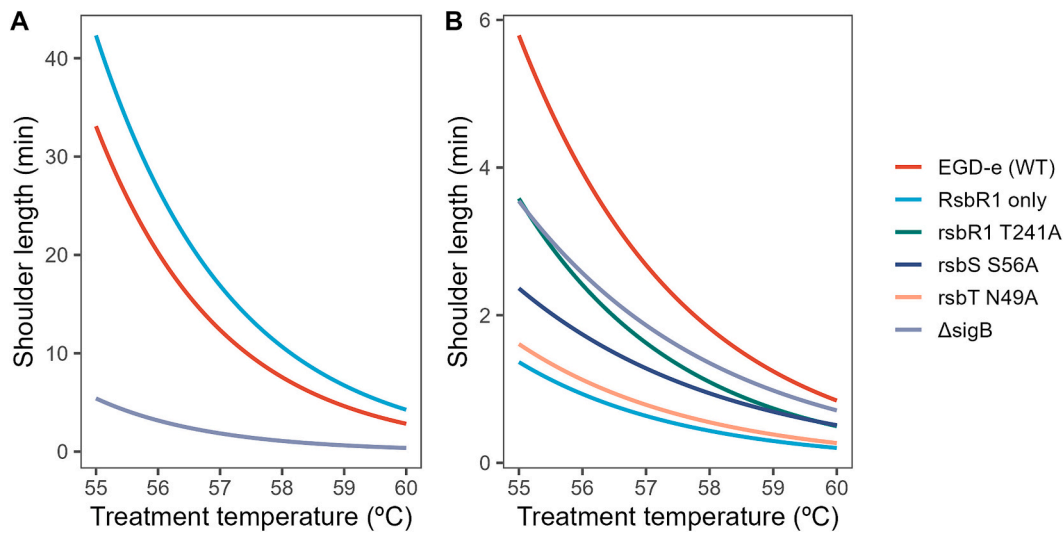 A
B
Shoulder length (min)
40
30
20
10
0
55 56 57 58 59 60
Treatment temperature (ºC)
Shoulder length (min)
6
4
2
0
55 56 57 58 59 60
Treatment temperature (ºC)
EGD-e (WT)
RsbR1 only
rsbR1 T241A
rsbS S56A
rsbT N49A
ΔsigB